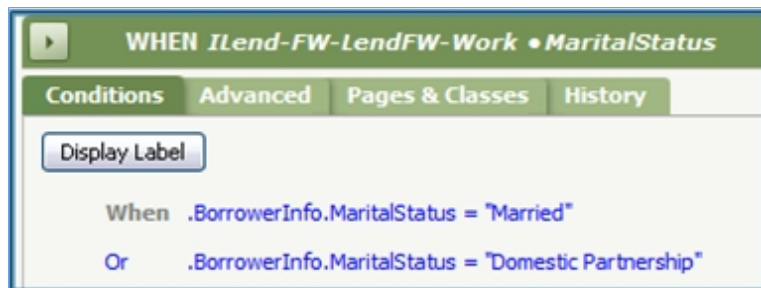 WHEN ILend-FW-LendFW-Work • MaritalStatus
Conditions Advanced Pages & Classes History
Display Label
When .BorrowerInfo.MaritalStatus = "Married"
Or .BorrowerInfo.MaritalStatus = "Domestic Partnership"